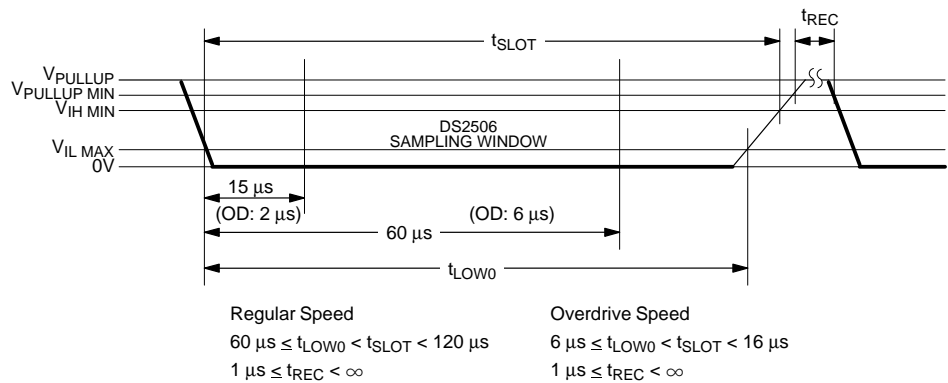 tREC
tSLOT
VPULLUP
VPULLUP MIN
VIH MIN
DS2506
SAMPLING WINDOW
VIL MAX
0V
15 µs
(OD: 2 µs)
(OD: 6 µs)
60 µs
tLOW0
Regular Speed
60 µs ≤ tLOW0 < tSLOT < 120 µs
1 µs ≤ tREC < ∞
Overdrive Speed
6 µs ≤ tLOW0 < tSLOT < 16 µs
1 µs ≤ tREC < ∞